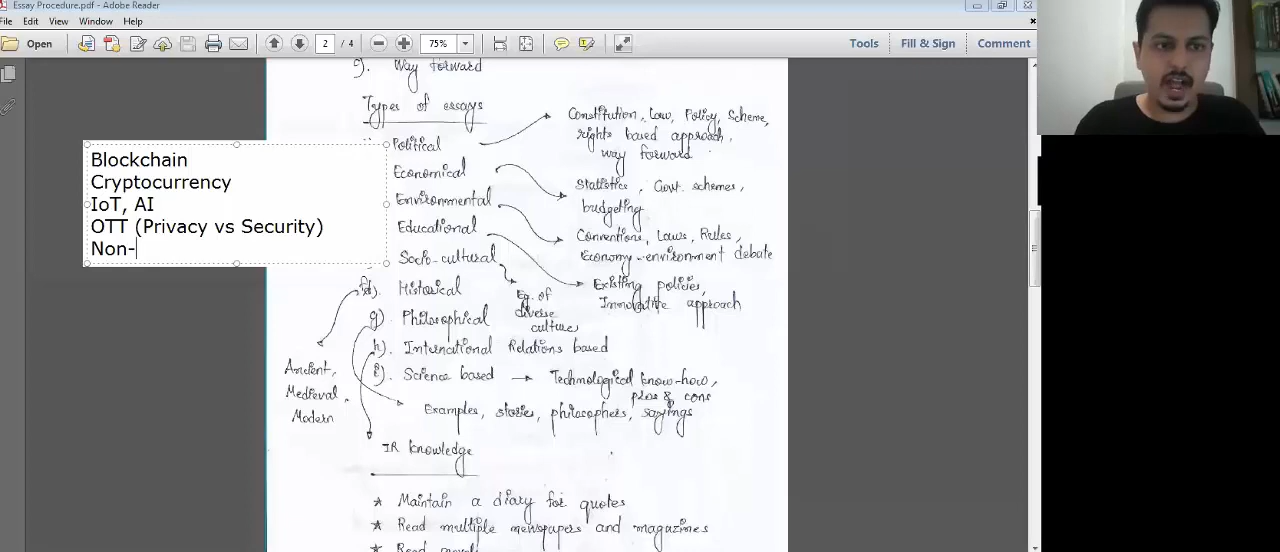 Essay Procedure.pdf - Adobe Reader
File Edit View Window Help
Open
2 / 4
75%
Tools
Fill & Sign
Comment
Way forward
Types of essays
Political
Constitution, Law, Policy, Scheme,
rights based approach,
way forward
Economical
Statistics, Govt. schemes,
budgeting
Environmental
Conventions, Laws, Rules,
Economy-environment debate
Educational
Existing policies,
Innovative approach
Socio-cultural
Eg. of
diverse
cultures
Historical
Ancient,
Medieval,
Modern
g). Philosophical
h). International Relations based
i). Science based → Technological know-how,
pros & cons
Examples, stories, philosophers, sayings
IR knowledge
* Maintain a diary for quotes
* Read multiple newspapers and magazines
* Read novels
Blockchain
Cryptocurrency
IoT, AI
OTT (Privacy vs Security)
Non-